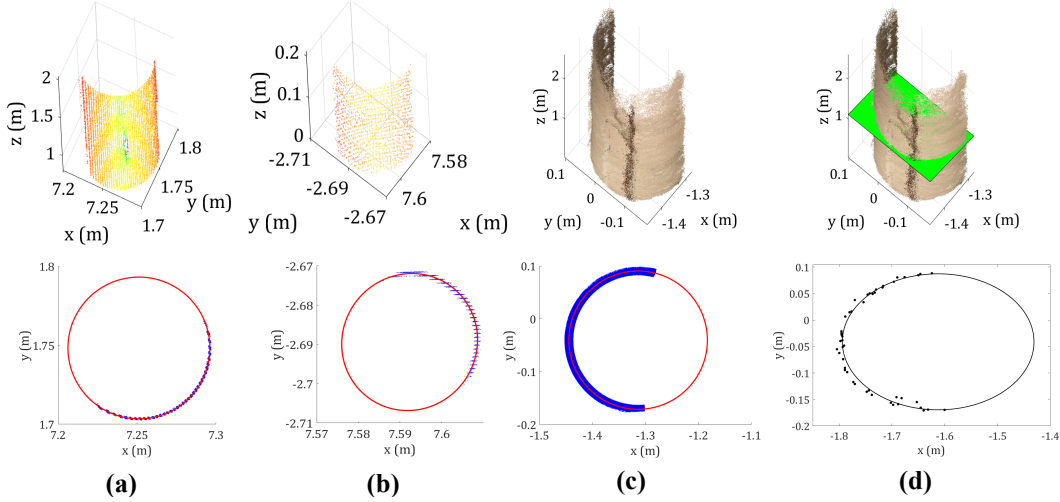 z (m)
2
1.5
1
7.2
7.25
x (m)
1.7
1.75
1.8
y (m)
z (m)
0.2
0.1
0
-2.71
-2.69
-2.67
y (m)
7.6
7.58
x (m)
z (m)
2
1
0.1
0
-0.1
y (m)
-1.4
-1.3
x (m)
z (m)
2
1
0.1
0
-0.1
y (m)
-1.4
-1.3
x (m)
1.8
1.75
1.7
y (m)
7.2
7.25
7.3
x (m)
-2.67
-2.68
-2.69
-2.7
-2.71
y (m)
7.57
7.58
7.59
7.6
x (m)
0.1
0
-0.1
-0.2
y (m)
-1.5
-1.4
-1.3
-1.2
-1.1
x (m)
0.1
0.05
0
-0.05
-0.1
-0.15
-0.2
y (m)
-1.8
-1.7
-1.6
-1.5
-1.4
x (m)
(a)
(b)
(c)
(d)